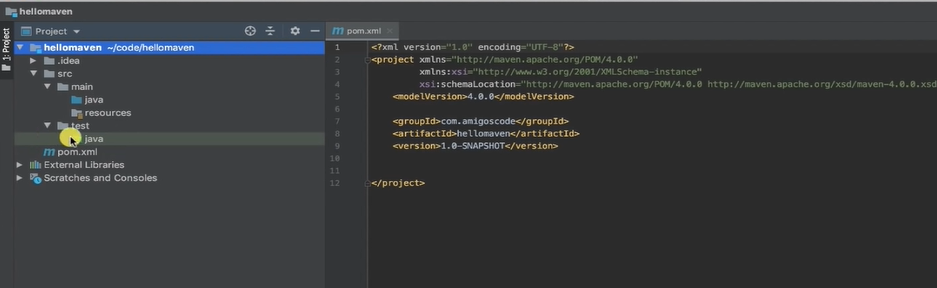 hellomaven
Project
1: Project
hellomaven ~/code/hellomaven
.idea
src
main
java
resources
test
java
pom.xml
External Libraries
Scratches and Consoles
pom.xml
1 <?xml version="1.0" encoding="UTF-8"?>
2 <project xmlns="http://maven.apache.org/POM/4.0.0"
3 xmlns:xsi="http://www.w3.org/2001/XMLSchema-instance"
4 xsi:schemaLocation="http://maven.apache.org/POM/4.0.0 http://maven.apache.org/xsd/maven-4.0.0.xsd
5 <modelVersion>4.0.0</modelVersion>
6
7 <groupId>com.amigoscode</groupId>
8 <artifactId>hellomaven</artifactId>
9 <version>1.0-SNAPSHOT</version>
10
11
12 </project>